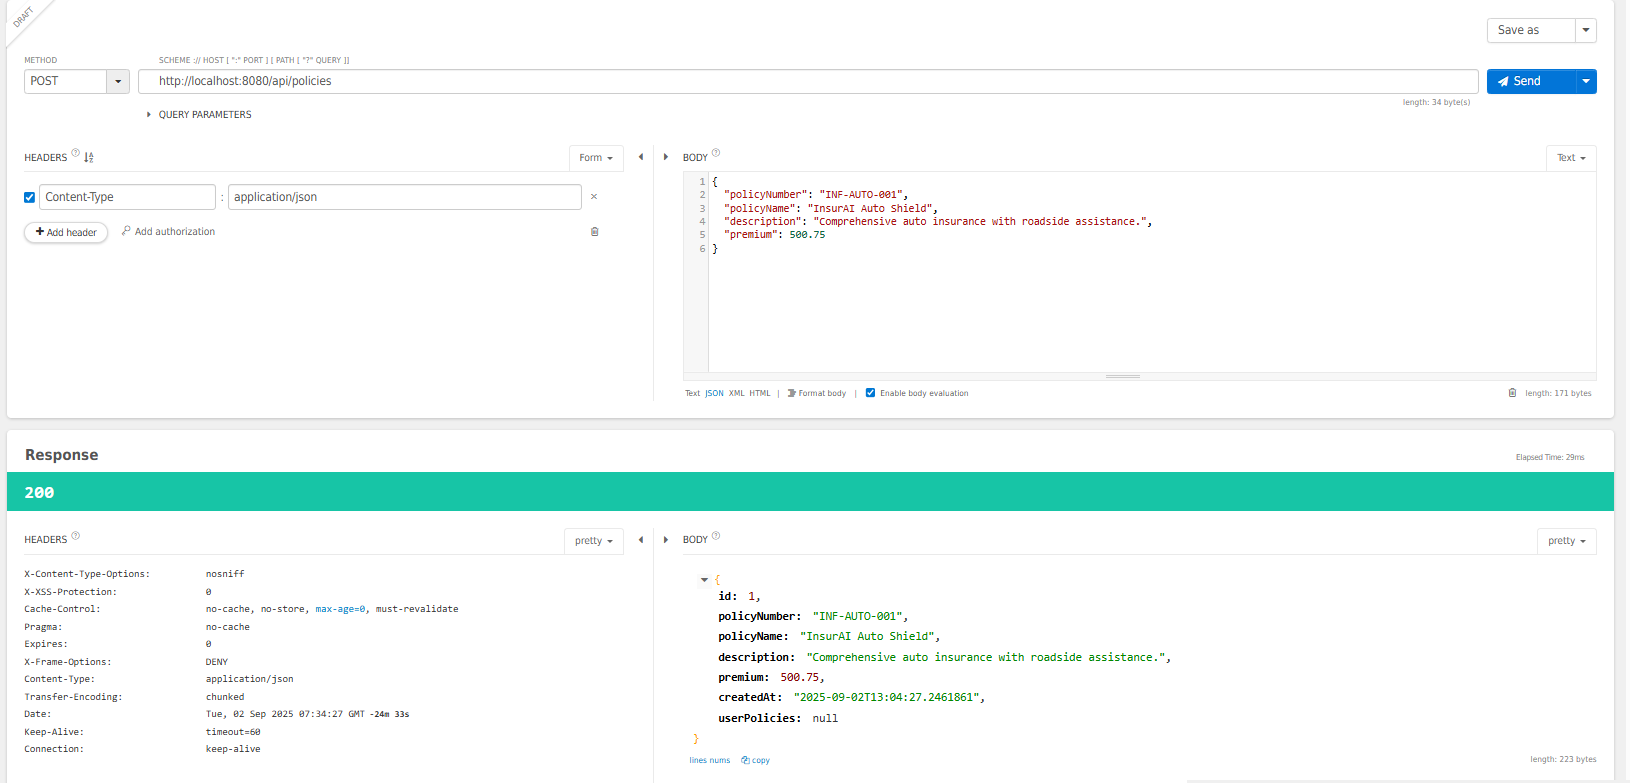 DRAFT
Save as
METHOD
SCHEME :// HOST [ ":" PORT ] [ PATH [ "?" QUERY ]]
POST
http://localhost:8080/api/policies
Send
length: 34 byte(s)
QUERY PARAMETERS
HEADERS
Form
Content-Type : application/json ×
+ Add header
Add authorization
BODY
Text
1 {
2 "policyNumber": "INF-AUTO-001",
3 "policyName": "InsurAI Auto Shield",
4 "description": "Comprehensive auto insurance with roadside assistance.",
5 "premium": 500.75
6 }
Text JSON XML HTML | Format body | Enable body evaluation
length: 171 bytes
Response
Elapsed Time: 29ms
200
HEADERS
pretty
X-Content-Type-Options: nosniff
X-XSS-Protection: 0
Cache-Control: no-cache, no-store, max-age=0, must-revalidate
Pragma: no-cache
Expires: 0
X-Frame-Options: DENY
Content-Type: application/json
Transfer-Encoding: chunked
Date: Tue, 02 Sep 2025 07:34:27 GMT -24m 33s
Keep-Alive: timeout=60
Connection: keep-alive
BODY
pretty
{
id: 1,
policyNumber: "INF-AUTO-001",
policyName: "InsurAI Auto Shield",
description: "Comprehensive auto insurance with roadside assistance.",
premium: 500.75,
createdAt: "2025-09-02T13:04:27.2461861",
userPolicies: null
}
lines nums copy
length: 223 bytes